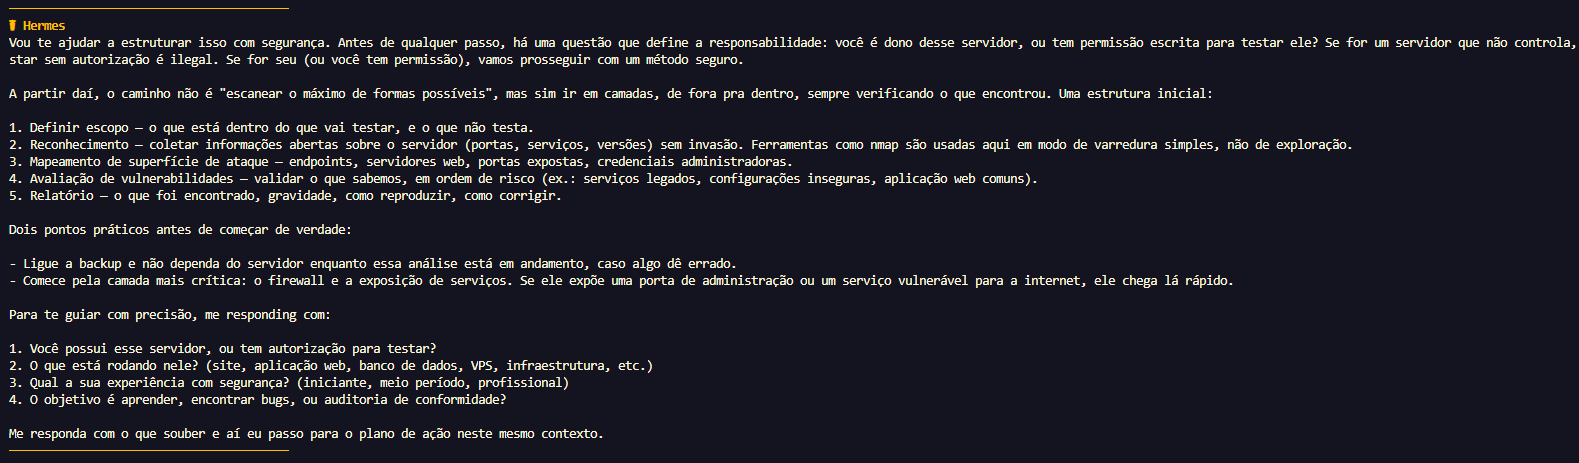 Hermes
Vou te ajudar a estruturar isso com segurança. Antes de qualquer passo, há uma questão que define a responsabilidade: você é dono desse servidor, ou tem permissão escrita para testar ele? Se for um servidor que não controla,
star sem autorização é ilegal. Se for seu (ou você tem permissão), vamos prosseguir com um método seguro.
A partir daí, o caminho não é "escanear o máximo de formas possíveis", mas sim ir em camadas, de fora pra dentro, sempre verificando o que encontrou. Uma estrutura inicial:
1. Definir escopo — o que está dentro do que vai testar, e o que não testa.
2. Reconhecimento — coletar informações abertas sobre o servidor (portas, serviços, versões) sem invasão. Ferramentas como nmap são usadas aqui em modo de varredura simples, não de exploração.
3. Mapeamento de superfície de ataque — endpoints, servidores web, portas expostas, credenciais administradoras.
4. Avaliação de vulnerabilidades — validar o que sabemos, em ordem de risco (ex.: serviços legados, configurações inseguras, aplicação web comuns).
5. Relatório — o que foi encontrado, gravidade, como reproduzir, como corrigir.
Dois pontos práticos antes de começar de verdade:
- Ligue a backup e não dependa do servidor enquanto essa análise está em andamento, caso algo dê errado.
- Comece pela camada mais crítica: o firewall e a exposição de serviços. Se ele expõe uma porta de administração ou um serviço vulnerável para a internet, ele chega lá rápido.
Para te guiar com precisão, me responding com:
1. Você possui esse servidor, ou tem autorização para testar?
2. O que está rodando nele? (site, aplicação web, banco de dados, VPS, infraestrutura, etc.)
3. Qual a sua experiência com segurança? (iniciante, meio período, profissional)
4. O objetivo é aprender, encontrar bugs, ou auditoria de conformidade?
Me responda com o que souber e aí eu passo para o plano de ação neste mesmo contexto.